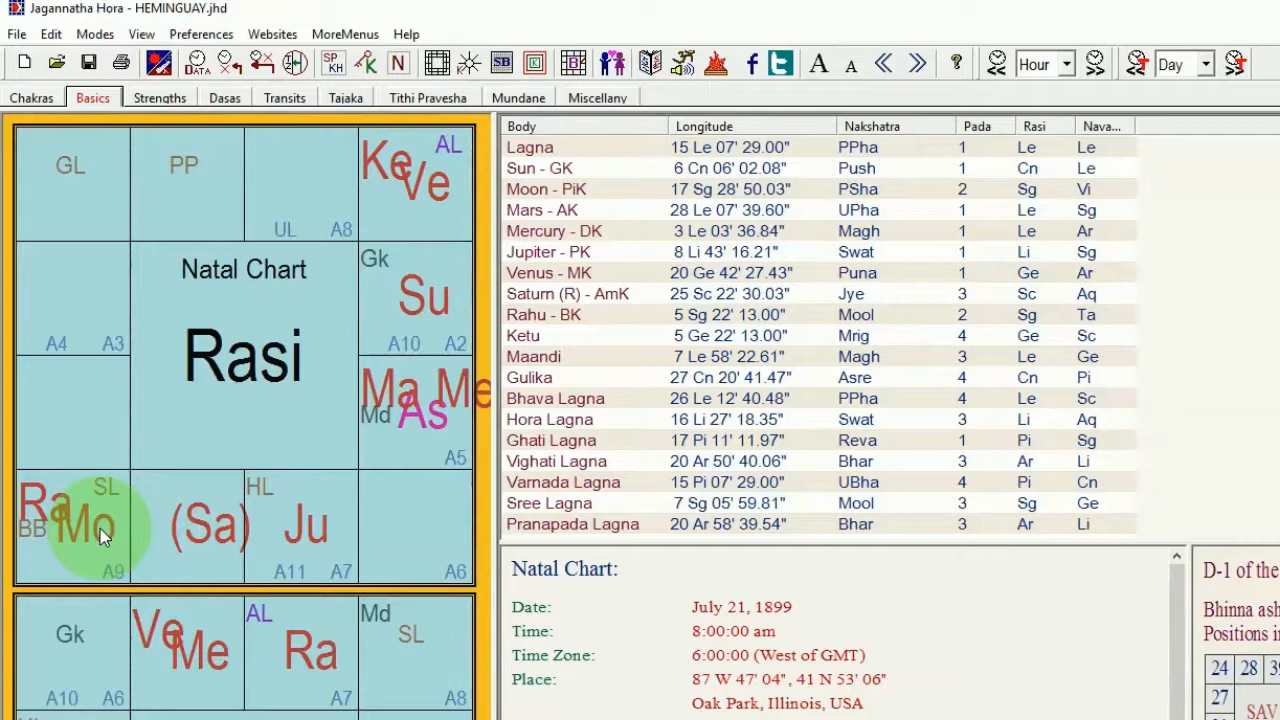 Jagannatha Hora - HEMINGUAY.jhd
File Edit Modes View Preferences Websites MoreMenus Help
DATA SP KH K N SB K B f t A A ? Hour Day
Chakras Basics Strengths Dasas Transits Tajaka Tithi Pravesha Mundane Miscellany
GL PP Ke Ve AL
UL A8
Natal Chart
Rasi
Gk Su
A4 A3 A10 A2
Ma Me
Md As
A5
Ra Mo SL (Sa) HL Ju
BB
A9 A11 A7 A6
Gk Ve Me AL Ra Md SL
A10 A6 A7 A8
Body Longitude Nakshatra Pada Rasi Nava...
Lagna 15 Le 07' 29.00" PPha 1 Le Le
Sun - GK 6 Cn 06' 02.08" Push 1 Cn Le
Moon - PiK 17 Sg 28' 50.03" PSha 2 Sg Vi
Mars - AK 28 Le 07' 39.60" UPha 1 Le Sg
Mercury - DK 3 Le 03' 36.84" Magh 1 Le Ar
Jupiter - PK 8 Li 43' 16.21" Swat 1 Li Sg
Venus - MK 20 Ge 42' 27.43" Puna 1 Ge Ar
Saturn (R) - AmK 25 Sc 22' 30.03" Jye 3 Sc Aq
Rahu - BK 5 Sg 22' 13.00" Mool 2 Sg Ta
Ketu 5 Ge 22' 13.00" Mrig 4 Ge Sc
Maandi 7 Le 58' 22.61" Magh 3 Le Ge
Gulika 27 Cn 20' 41.47" Asre 4 Cn Pi
Bhava Lagna 26 Le 12' 40.48" PPha 4 Le Sc
Hora Lagna 16 Li 27' 18.35" Swat 3 Li Aq
Ghati Lagna 17 Pi 11' 11.97" Reva 1 Pi Sg
Vighati Lagna 20 Ar 50' 40.06" Bhar 3 Ar Li
Varnada Lagna 15 Pi 07' 29.00" UBha 4 Pi Cn
Sree Lagna 7 Sg 05' 59.81" Mool 3 Sg Ge
Pranapada Lagna 20 Ar 58' 39.54" Bhar 3 Ar Li
Natal Chart:
Date: July 21, 1899
Time: 8:00:00 am
Time Zone: 6:00:00 (West of GMT)
Place: 87 W 47' 04", 41 N 53' 06"
Oak Park, Illinois, USA
D-1 of the
Bhinna ash
Positions in
24 28
27 SAV